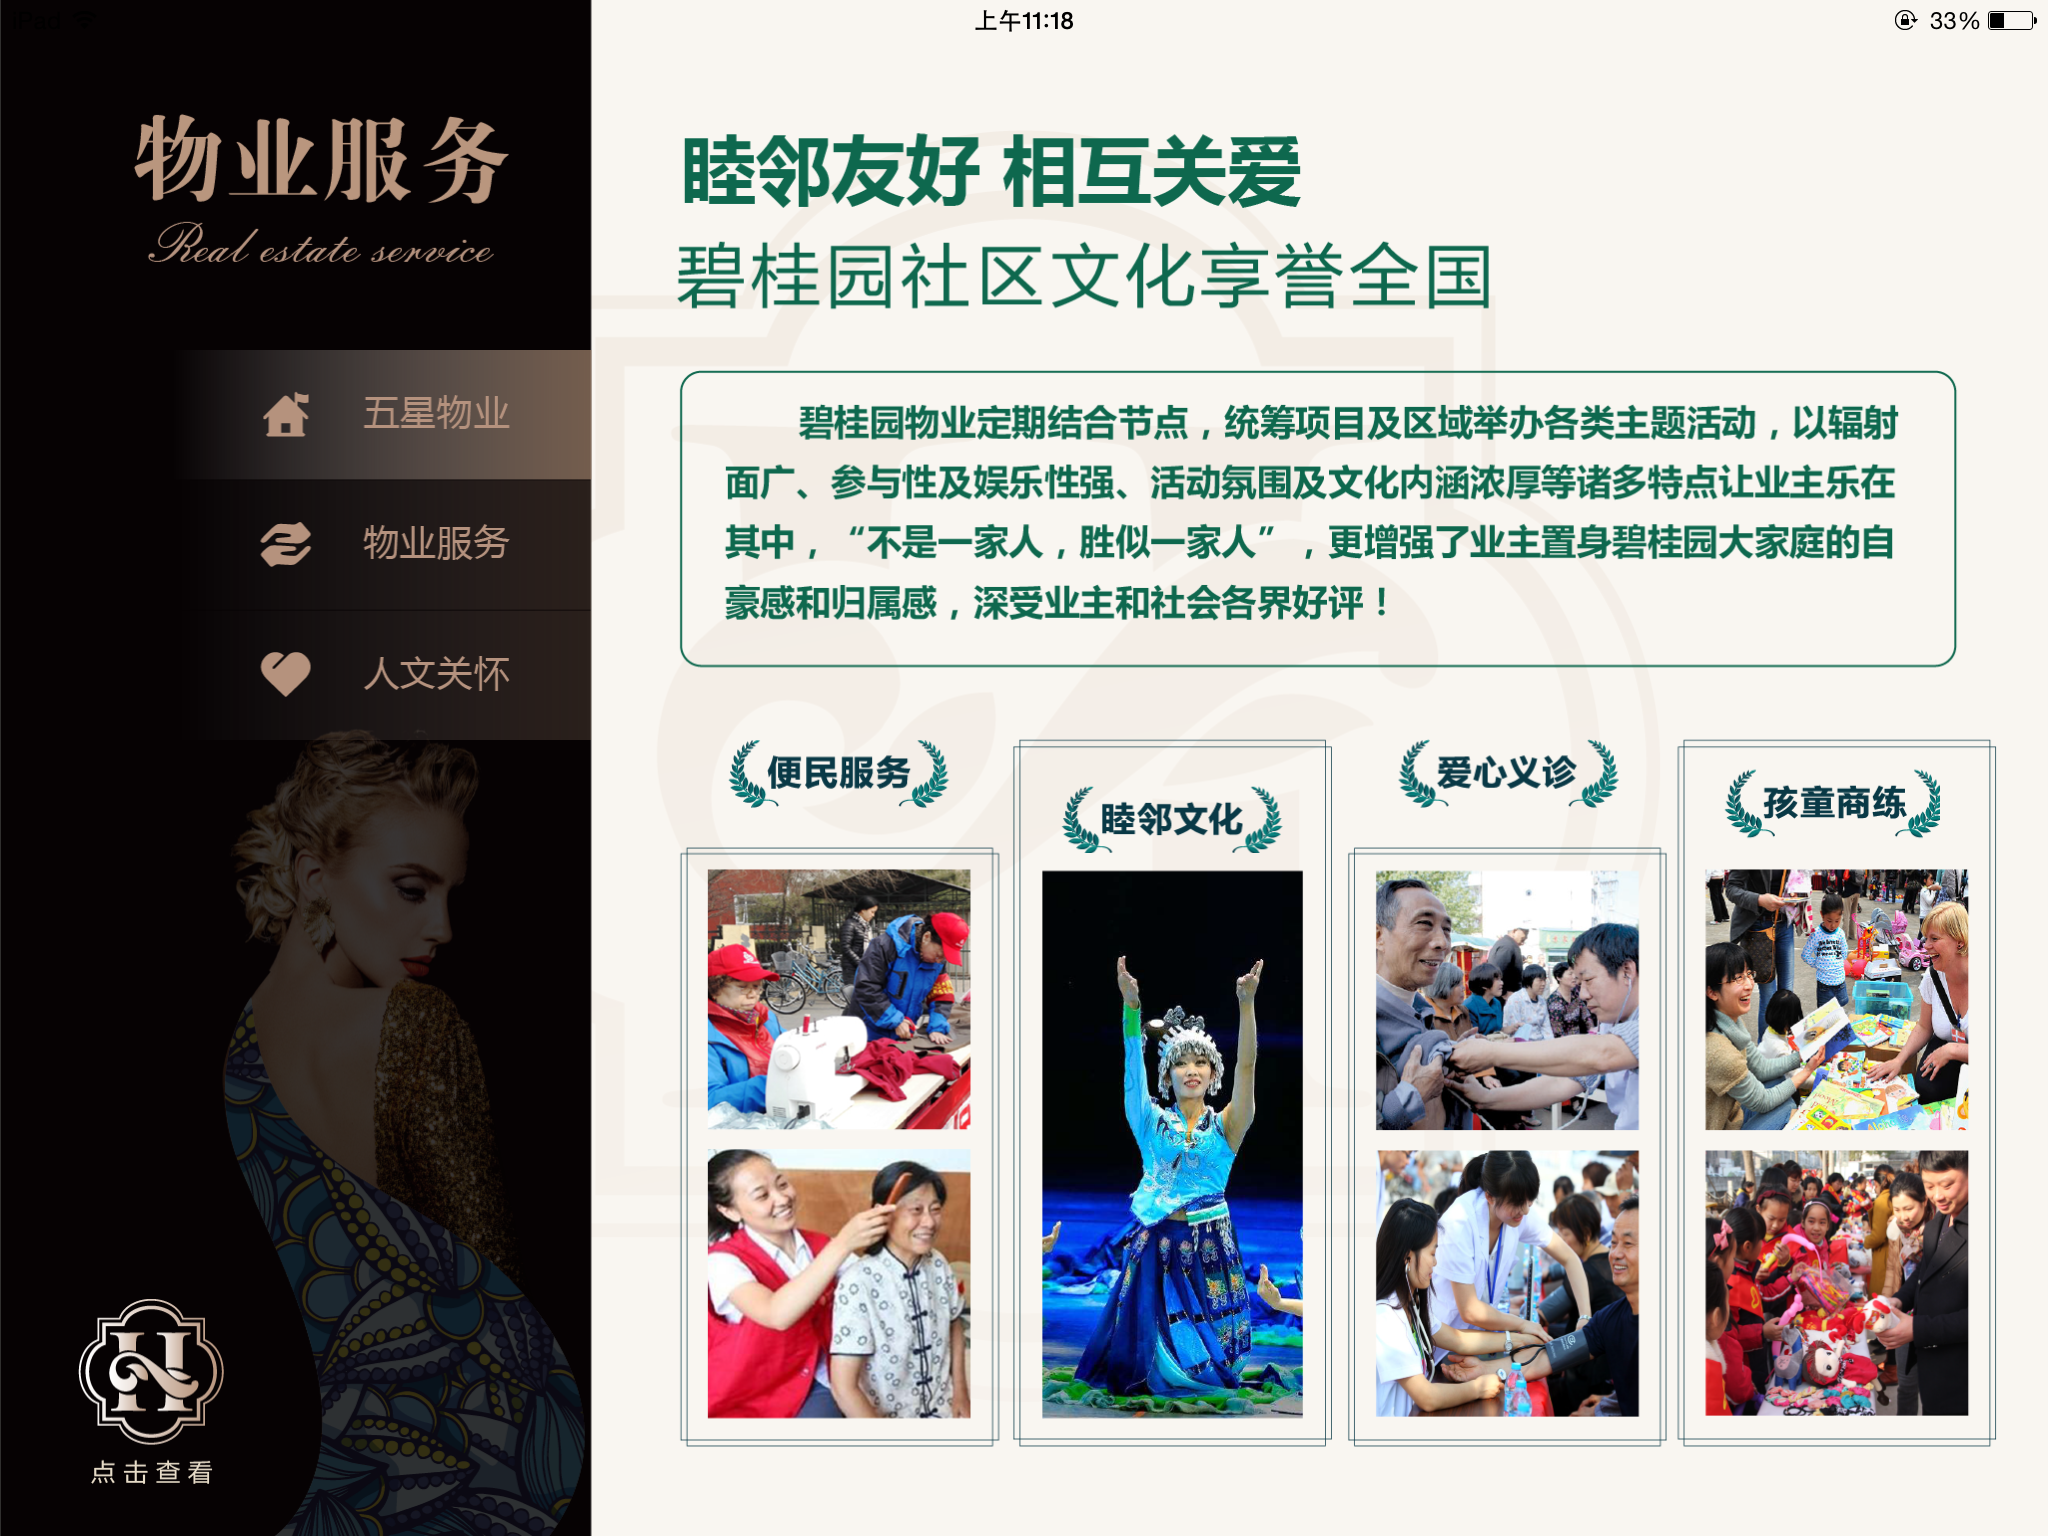 iPad
上午11:18
33%
物业服务
Real estate service
五星物业
物业服务
人文关怀
点击查看
睦邻友好 相互关爱
碧桂园社区文化享誉全国
碧桂园物业定期结合节点，统筹项目及区域举办各类主题活动，以辐射
面广、参与性及娱乐性强、活动氛围及文化内涵浓厚等诸多特点让业主乐在
其中，“不是一家人，胜似一家人”，更增强了业主置身碧桂园大家庭的自
豪感和归属感，深受业主和社会各界好评！
便民服务
睦邻文化
爱心义诊
孩童商练